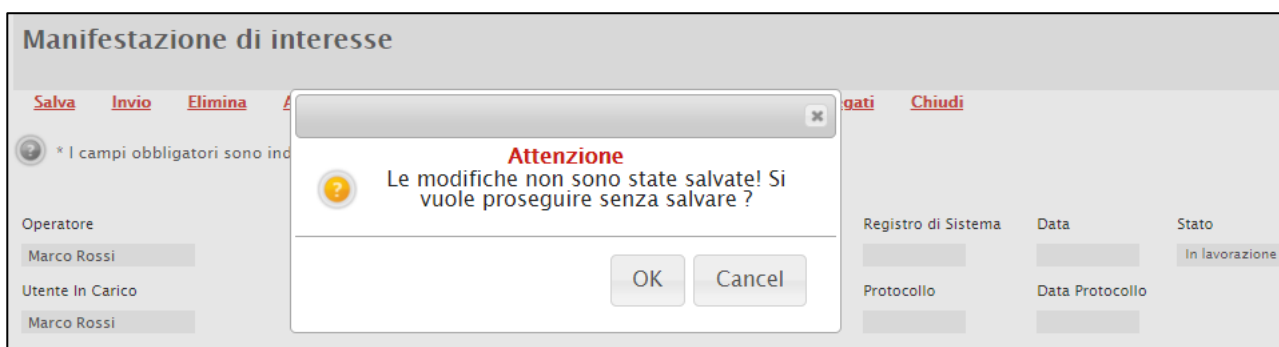 Manifestazione di interesse
Salva Invio Elimina Chiudi
* I campi obbligatori sono
Attenzione
Le modifiche non sono state salvate! Si
vuole proseguire senza salvare ?
OK Cancel
Operatore Registro di Sistema Data Stato
Marco Rossi In lavorazione
Utente In Carico Protocollo Data Protocollo
Marco Rossi